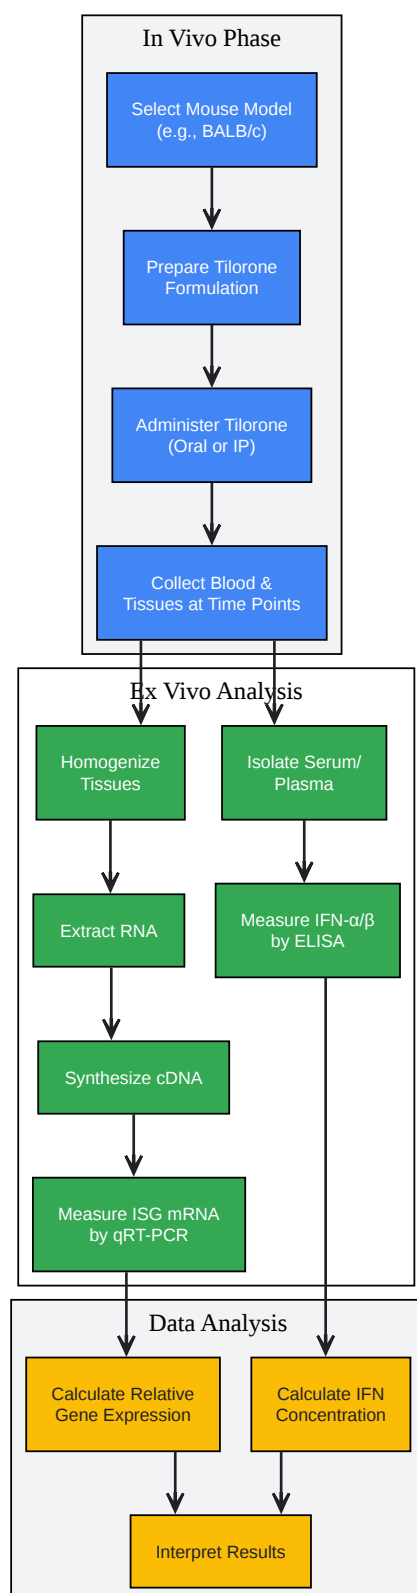 In Vivo Phase
Select Mouse Model
(e.g., BALB/c)
Prepare Tilorone
Formulation
Administer Tilorone
(Oral or IP)
Collect Blood &
Tissues at Time Points
Ex Vivo Analysis
Homogenize
Tissues
Isolate Serum/
Plasma
Extract RNA
Measure IFN-α/β
by ELISA
Synthesize cDNA
Measure ISG mRNA
by qRT-PCR
Data Analysis
Calculate Relative
Gene Expression
Calculate IFN
Concentration
Interpret Results